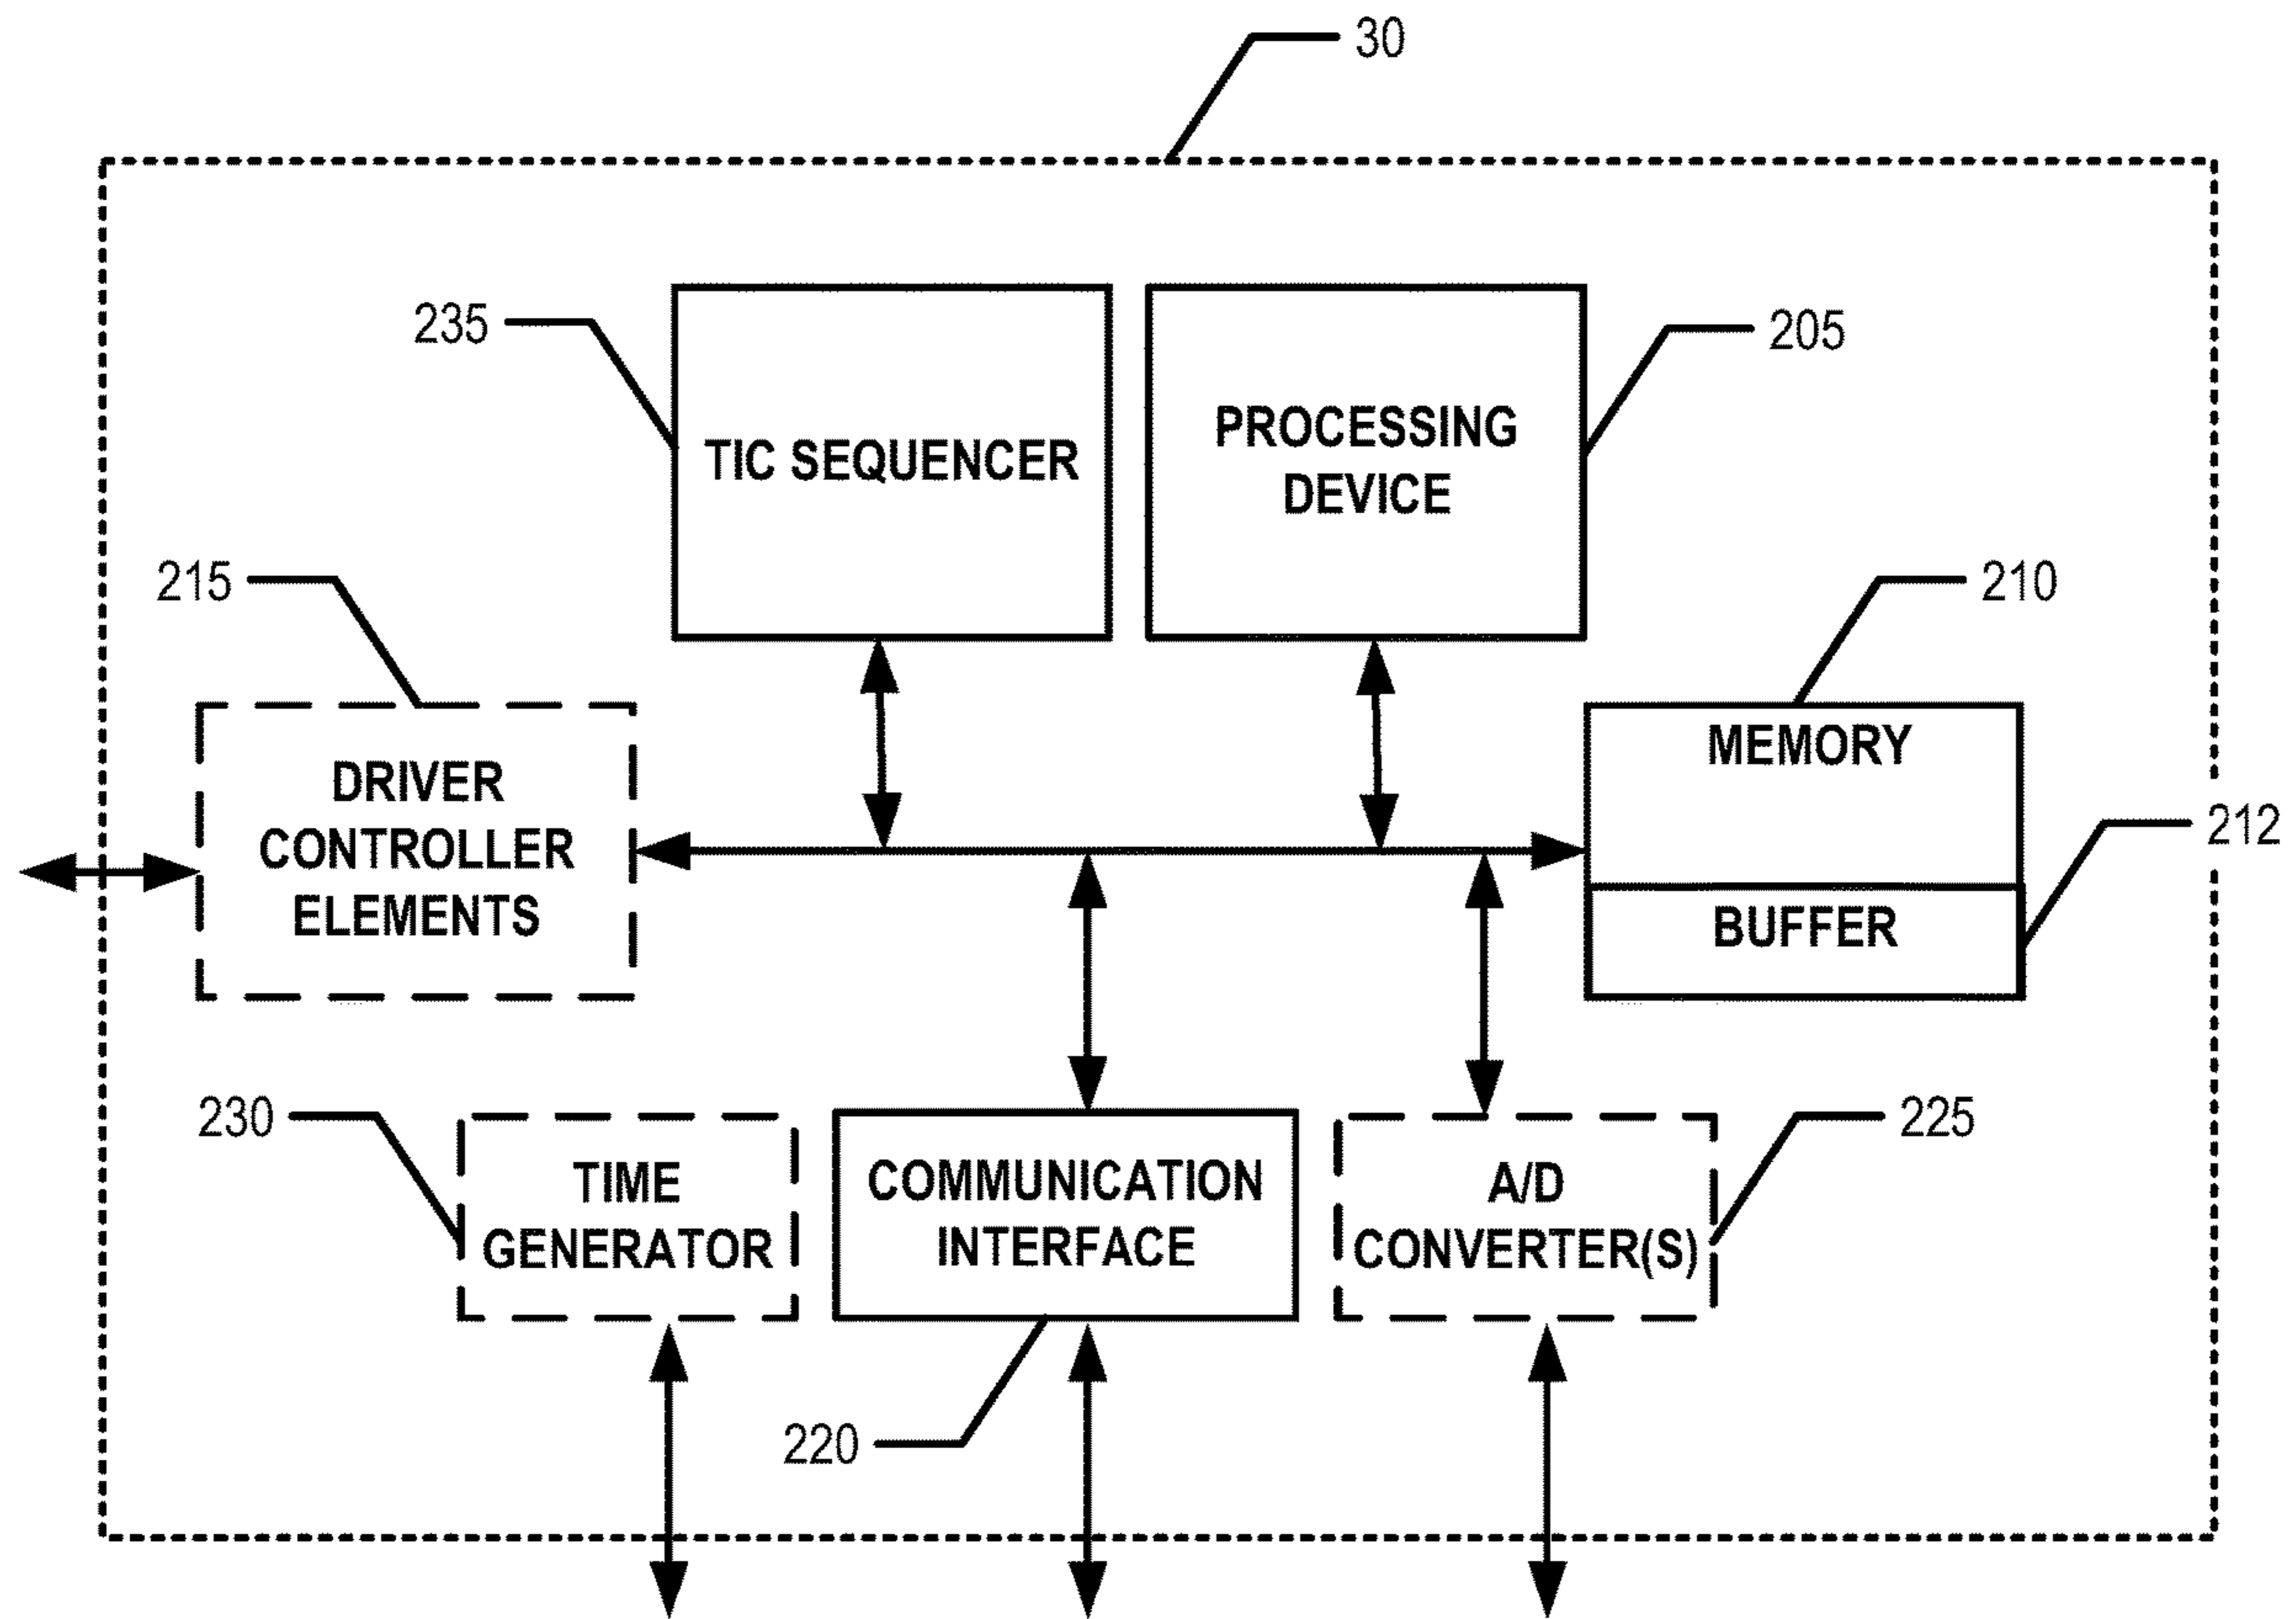 30
235
TIC SEQUENCER
PROCESSING
DEVICE
205
215
DRIVER
CONTROLLER
ELEMENTS
210
MEMORY
212
BUFFER
230
TIME
GENERATOR
COMMUNICATION
INTERFACE
220
A/D
CONVERTER(S)
225